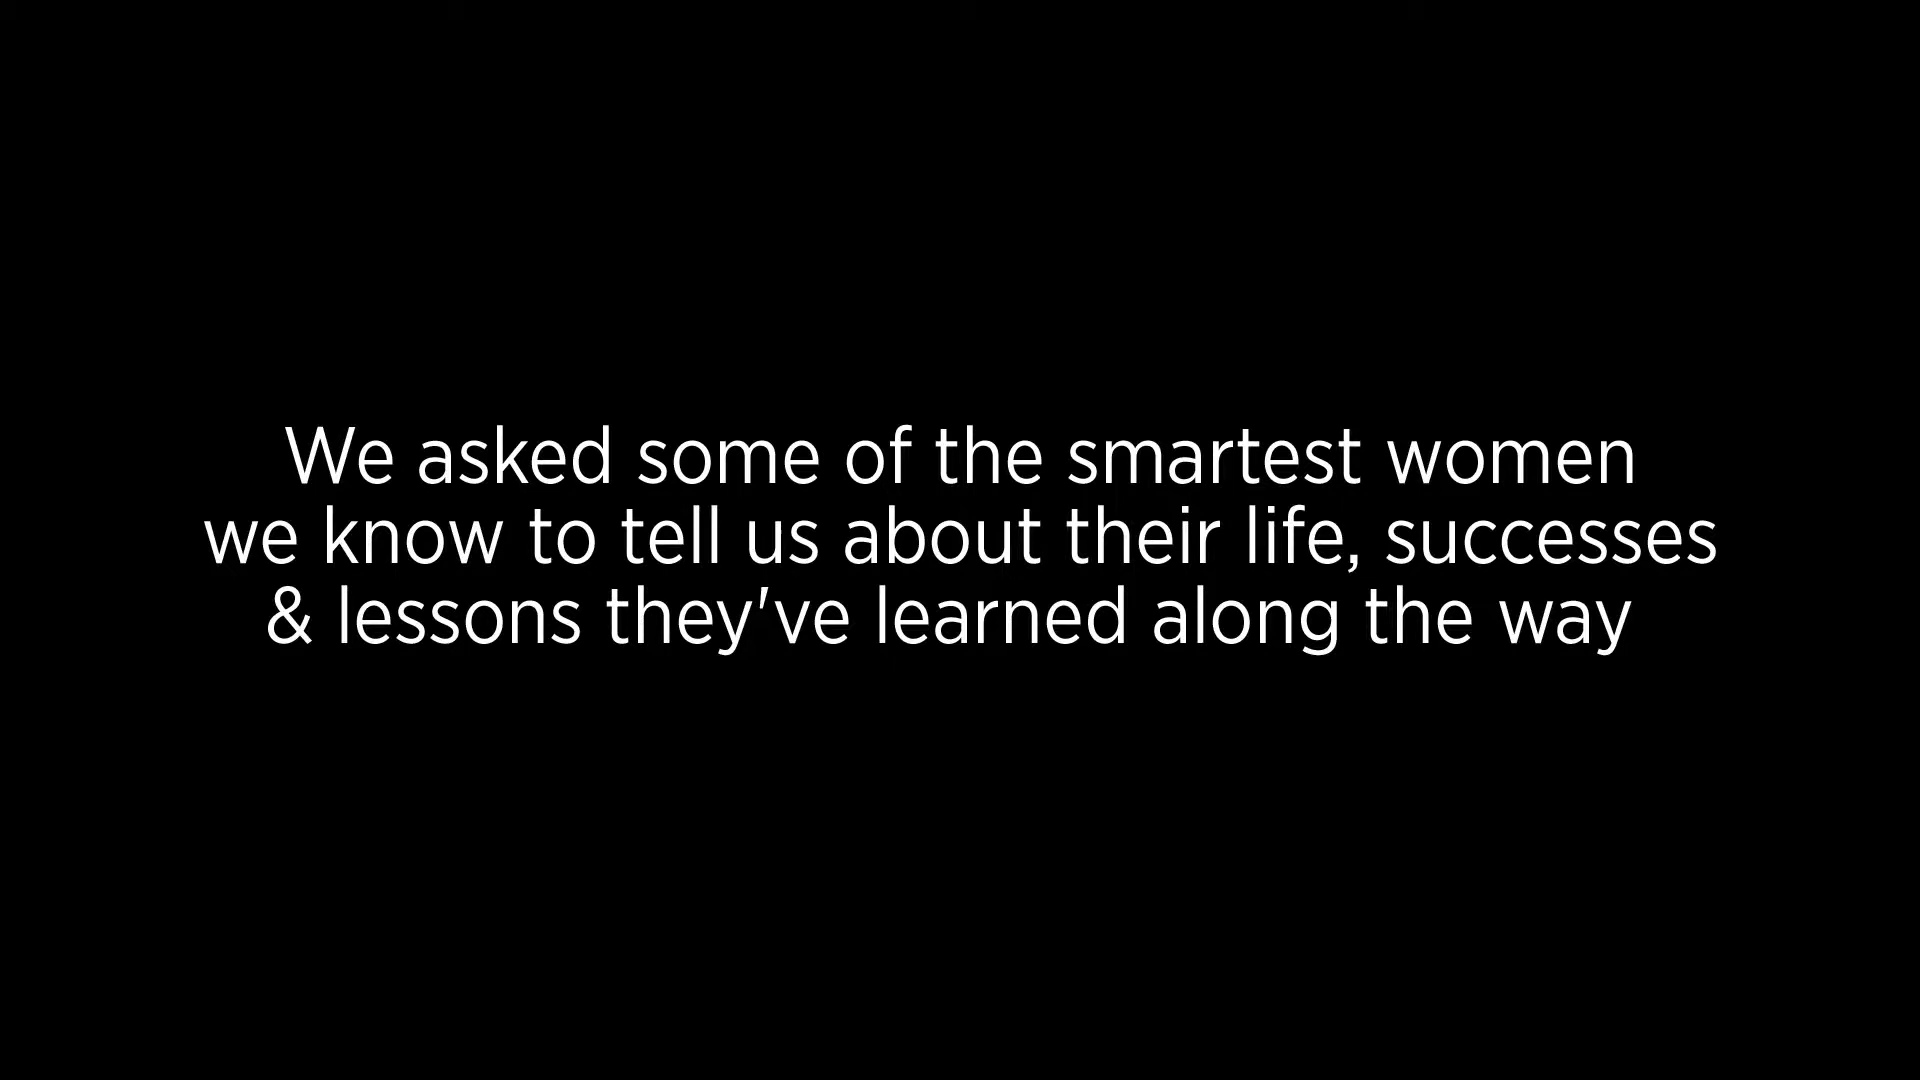 We asked some of the smartest women
we know to tell us about their life, successes
& lessons they've learned along the way